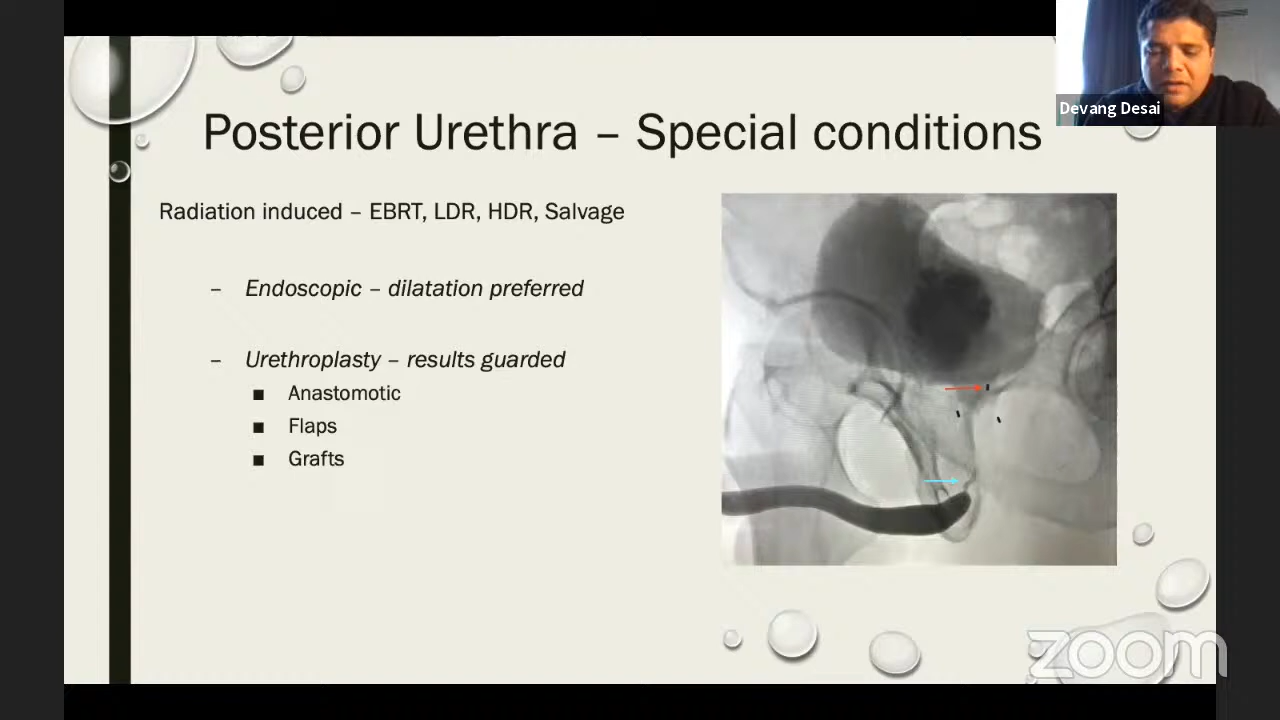 Devang Desai
Posterior Urethra – Special conditions
Radiation induced – EBRT, LDR, HDR, Salvage
– Endoscopic – dilatation preferred
– Urethroplasty – results guarded
■ Anastomotic
■ Flaps
■ Grafts
zoom